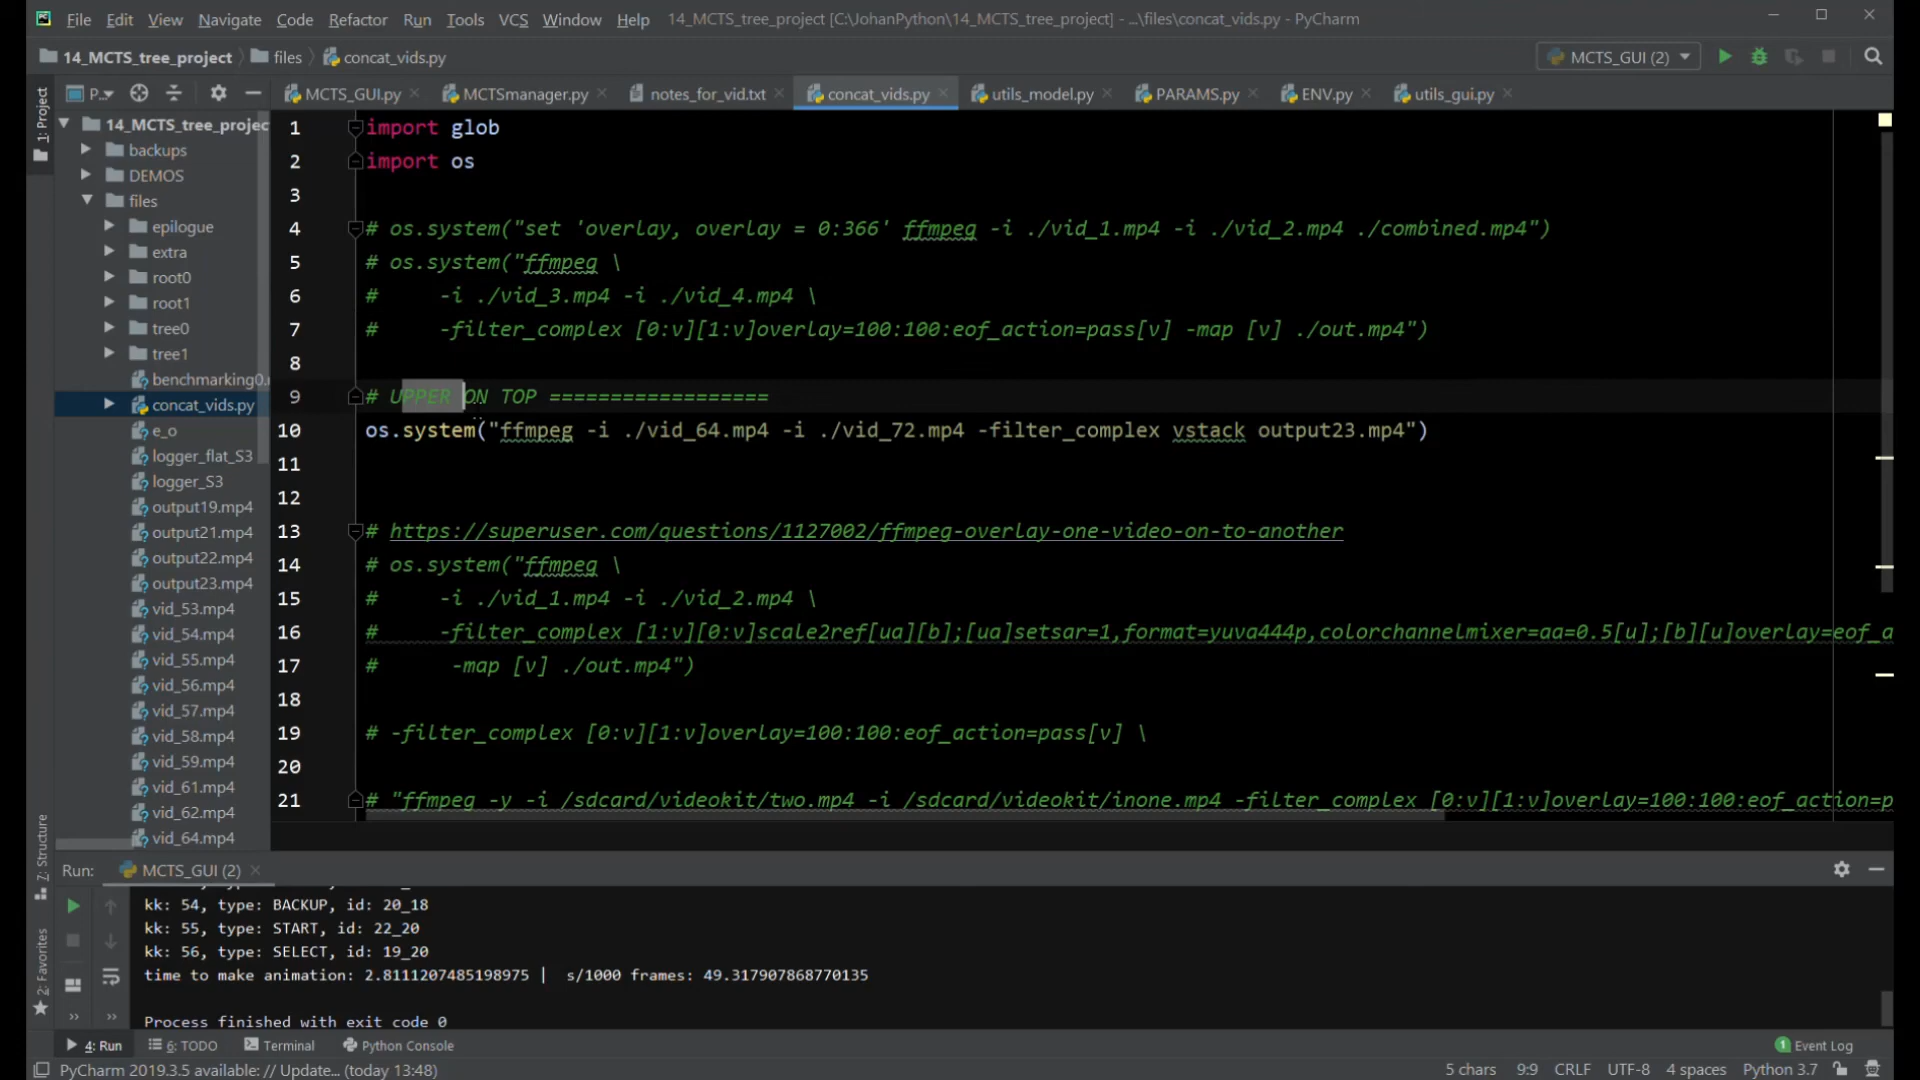 File Edit View Navigate Code Refactor Run Tools VCS Window Help 14_MCTS_tree_project [C:\JohanPython\14_MCTS_tree_project] - ...\files\concat_vids.py - PyCharm
14_MCTS_tree_project files concat_vids.py MCTS_GUI (2)
P.. MCTS_GUI.py MCTSmanager.py notes_for_vid.txt concat_vids.py utils_model.py PARAMS.py ENV.py utils_gui.py
1: Project
14_MCTS_tree_projec
backups
DEMOS
files
epilogue
extra
root0
root1
tree0
tree1
benchmarking0.
concat_vids.py
e_o
logger_flat_S3
logger_S3
output19.mp4
output21.mp4
output22.mp4
output23.mp4
vid_53.mp4
vid_54.mp4
vid_55.mp4
vid_56.mp4
vid_57.mp4
vid_58.mp4
vid_59.mp4
vid_61.mp4
vid_62.mp4
vid_64.mp4
1 import glob
2 import os
3
4 # os.system("set 'overlay, overlay = 0:366' ffmpeg -i ./vid_1.mp4 -i ./vid_2.mp4 ./combined.mp4")
5 # os.system("ffmpeg \
6 #     -i ./vid_3.mp4 -i ./vid_4.mp4 \
7 #     -filter_complex [0:v][1:v]overlay=100:100:eof_action=pass[v] -map [v] ./out.mp4")
8
9 # UPPER ON TOP ==================
10 os.system("ffmpeg -i ./vid_64.mp4 -i ./vid_72.mp4 -filter_complex vstack output23.mp4")
11
12
13 # https://superuser.com/questions/1127002/ffmpeg-overlay-one-video-on-to-another
14 # os.system("ffmpeg \
15 #     -i ./vid_1.mp4 -i ./vid_2.mp4 \
16 #     -filter_complex [1:v][0:v]scale2ref[ua][b];[ua]setsar=1,format=yuva444p,colorchannelmixer=aa=0.5[u];[b][u]overlay=eof_a
17 #      -map [v] ./out.mp4")
18
19 # -filter_complex [0:v][1:v]overlay=100:100:eof_action=pass[v] \
20
21 # "ffmpeg -y -i /sdcard/videokit/two.mp4 -i /sdcard/videokit/inone.mp4 -filter_complex [0:v][1:v]overlay=100:100:eof_action=p
Z: Structure
2: Favorites
Run: MCTS_GUI (2)
kk: 54, type: BACKUP, id: 20_18
kk: 55, type: START, id: 22_20
kk: 56, type: SELECT, id: 19_20
time to make animation: 2.8111207485198975 |  s/1000 frames: 49.317907868770135
Process finished with exit code 0
4: Run 6: TODO Terminal Python Console 1 Event Log
PyCharm 2019.3.5 available: // Update... (today 13:48) 5 chars 9:9 CRLF UTF-8 4 spaces Python 3.7